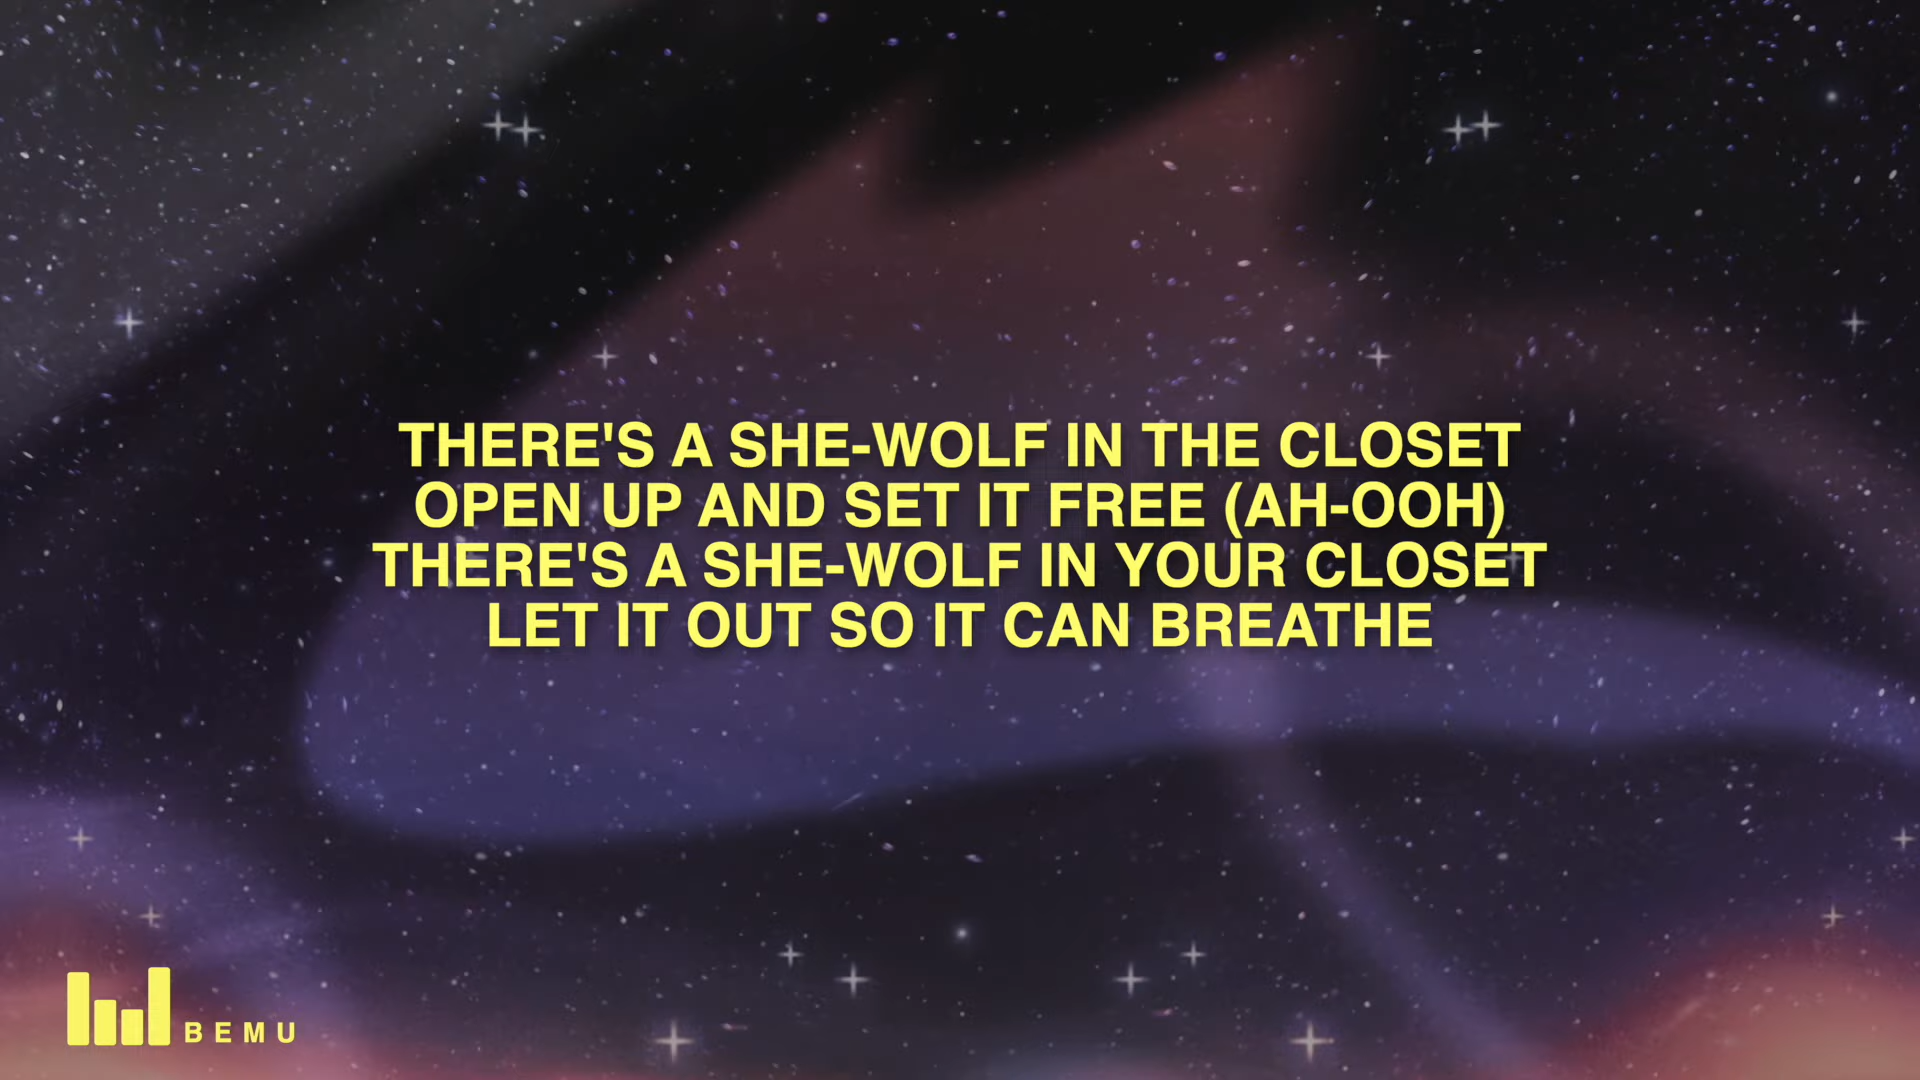 THERE'S A SHE-WOLF IN THE CLOSET
OPEN UP AND SET IT FREE (AH-OOH)
THERE'S A SHE-WOLF IN YOUR CLOSET
LET IT OUT SO IT CAN BREATHE
BEMU